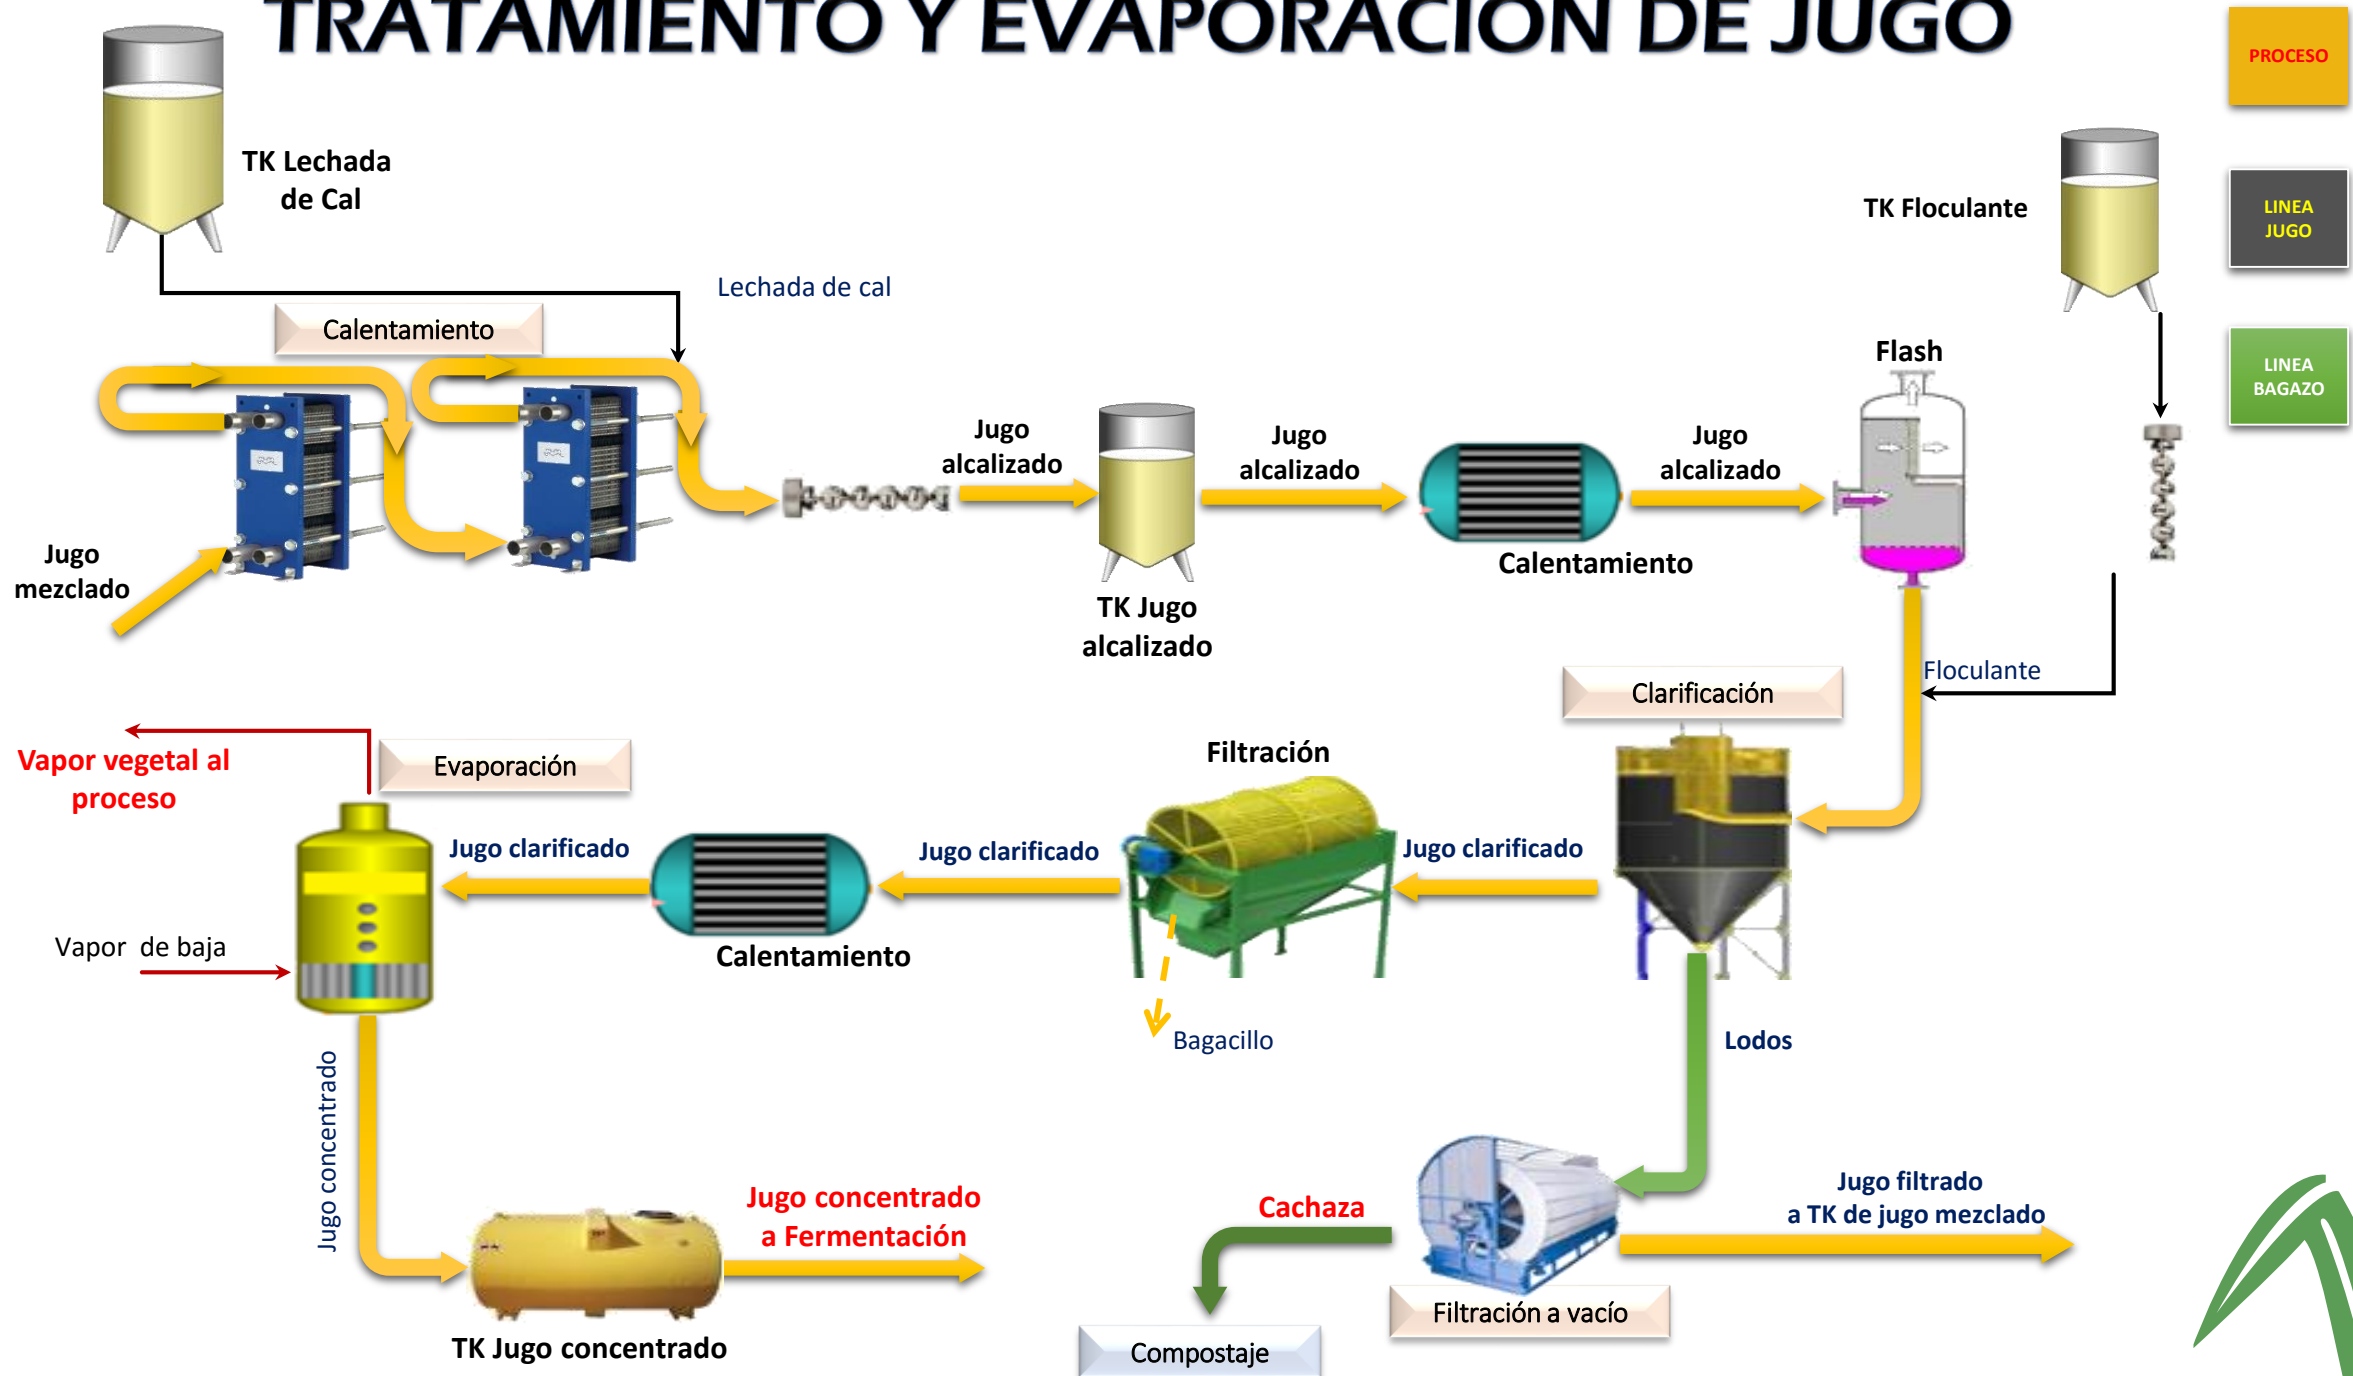 TRATAMIENTO Y EVAPORACION DE JUGO
PROCESO
TK Lechada
de Cal
TK Floculante
LINEA
JUGO
Lechada de cal
Calentamiento
Flash
LINEA
BAGAZO
Jugo
alcalizado
Jugo
alcalizado
Jugo
alcalizado
Jugo
mezclado
Calentamiento
TK Jugo
alcalizado
Floculante
Clarificación
Vapor vegetal al
proceso
Evaporación
Filtración
Jugo clarificado
Jugo clarificado
Jugo clarificado
Vapor de baja
Calentamiento
Bagacillo
Lodos
Jugo concentrado
Jugo concentrado
a Fermentación
Cachaza
Jugo filtrado
a TK de jugo mezclado
Filtración a vacío
TK Jugo concentrado
Compostaje